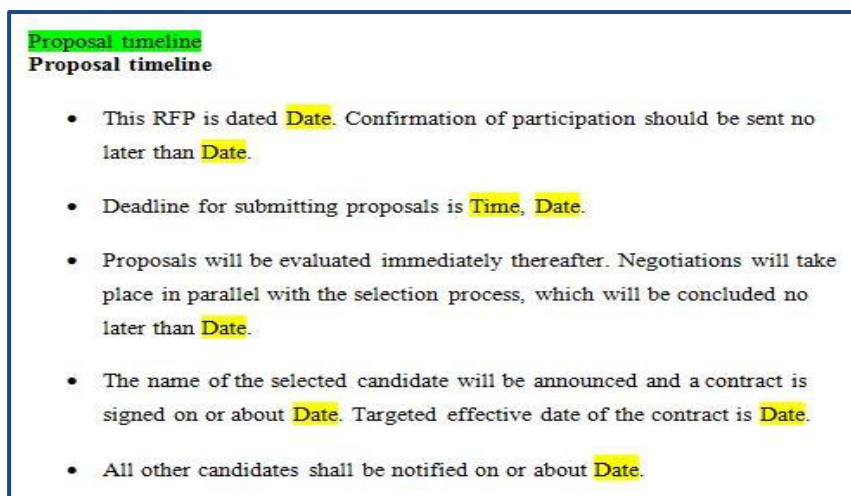 Proposal timeline
Proposal timeline
• This RFP is dated Date. Confirmation of participation should be sent no
later than Date.
• Deadline for submitting proposals is Time, Date.
• Proposals will be evaluated immediately thereafter. Negotiations will take
place in parallel with the selection process, which will be concluded no
later than Date.
• The name of the selected candidate will be announced and a contract is
signed on or about Date. Targeted effective date of the contract is Date.
• All other candidates shall be notified on or about Date.